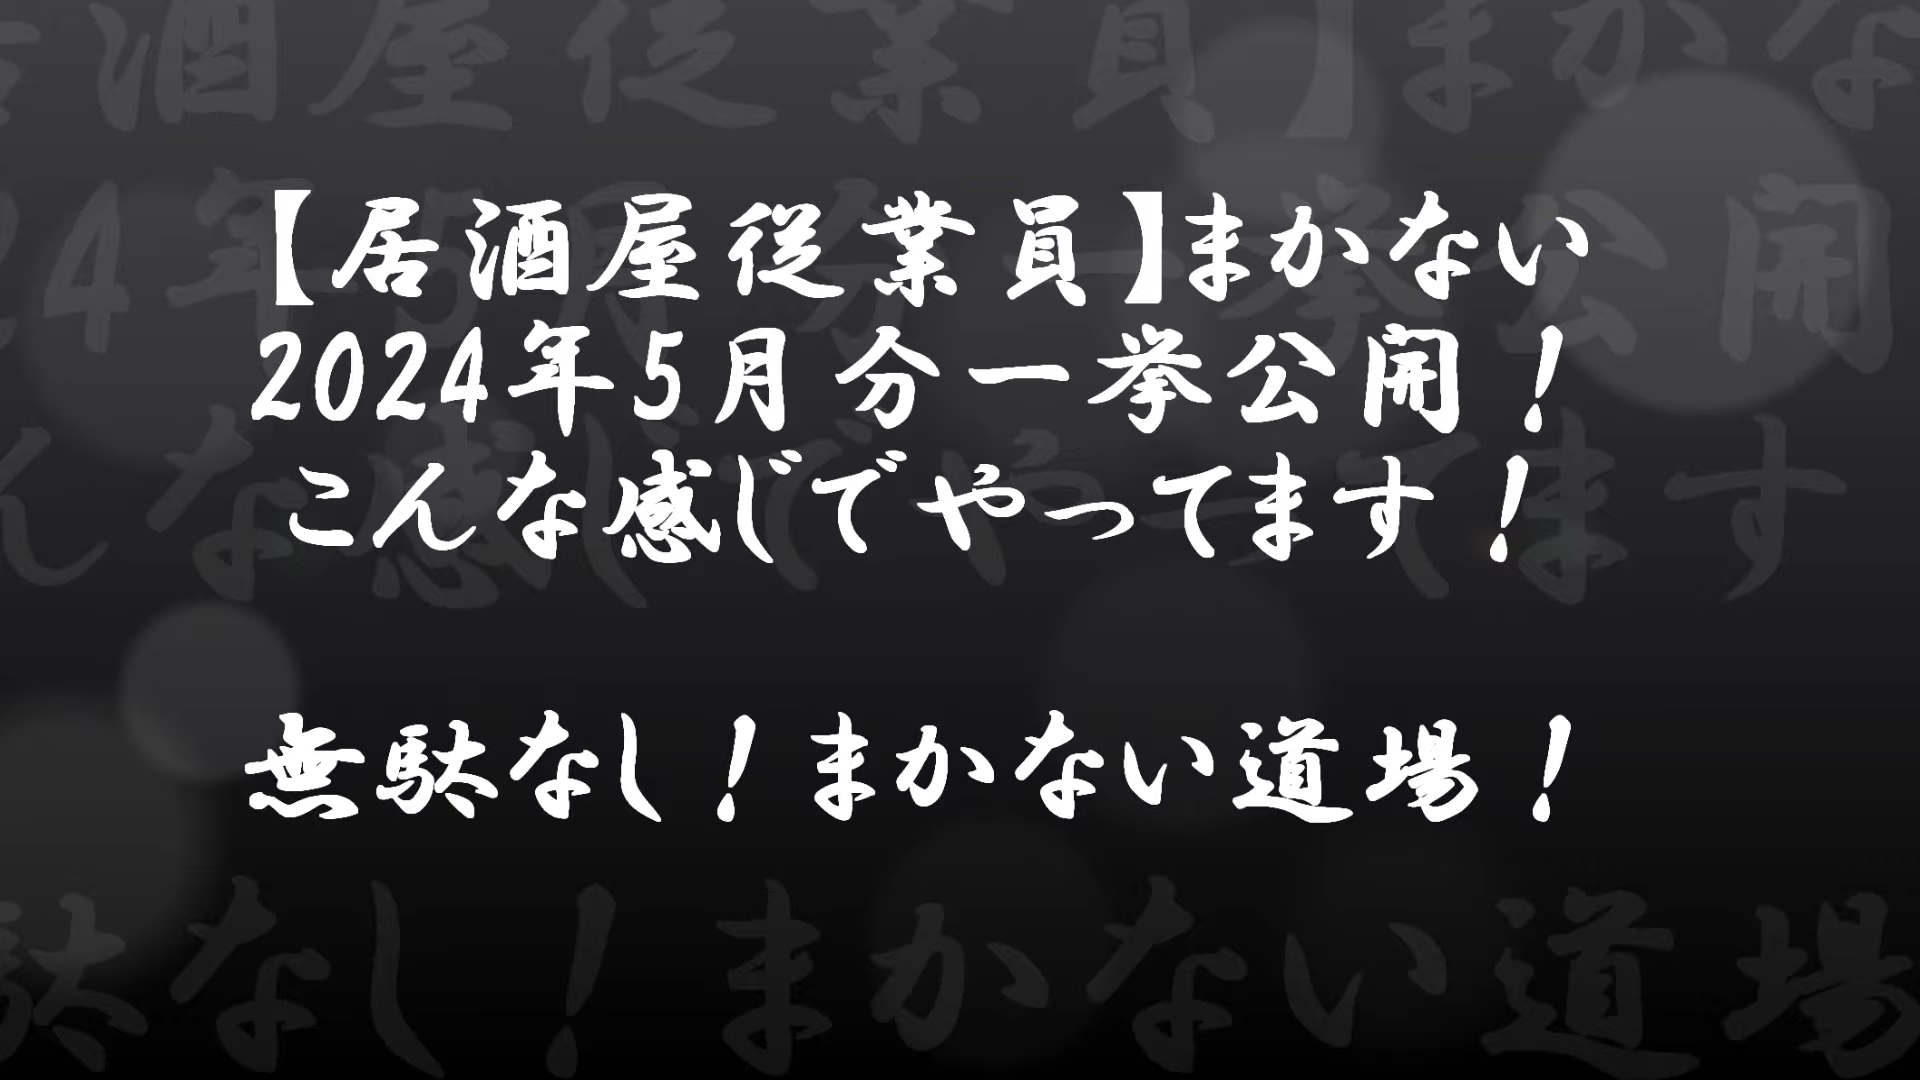 【居酒屋従業員】まかない
2024年5月分一挙公開！
こんな感じでやってます！
無駄なし！まかない道場！